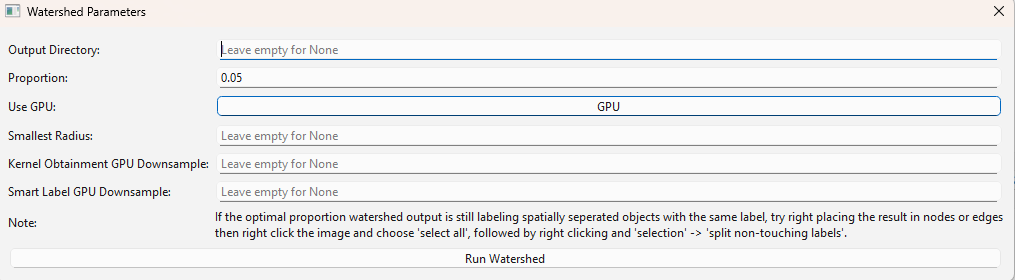 Watershed Parameters
Output Directory: Leave empty for None
Proportion: 0.05
Use GPU: GPU
Smallest Radius: Leave empty for None
Kernel Obtainment GPU Downsample: Leave empty for None
Smart Label GPU Downsample: Leave empty for None
Note: If the optimal proportion watershed output is still labeling spatially seperated objects with the same label, try right placing the result in nodes or edges
then right click the image and choose 'select all', followed by right clicking and 'selection' -> 'split non-touching labels'.
Run Watershed